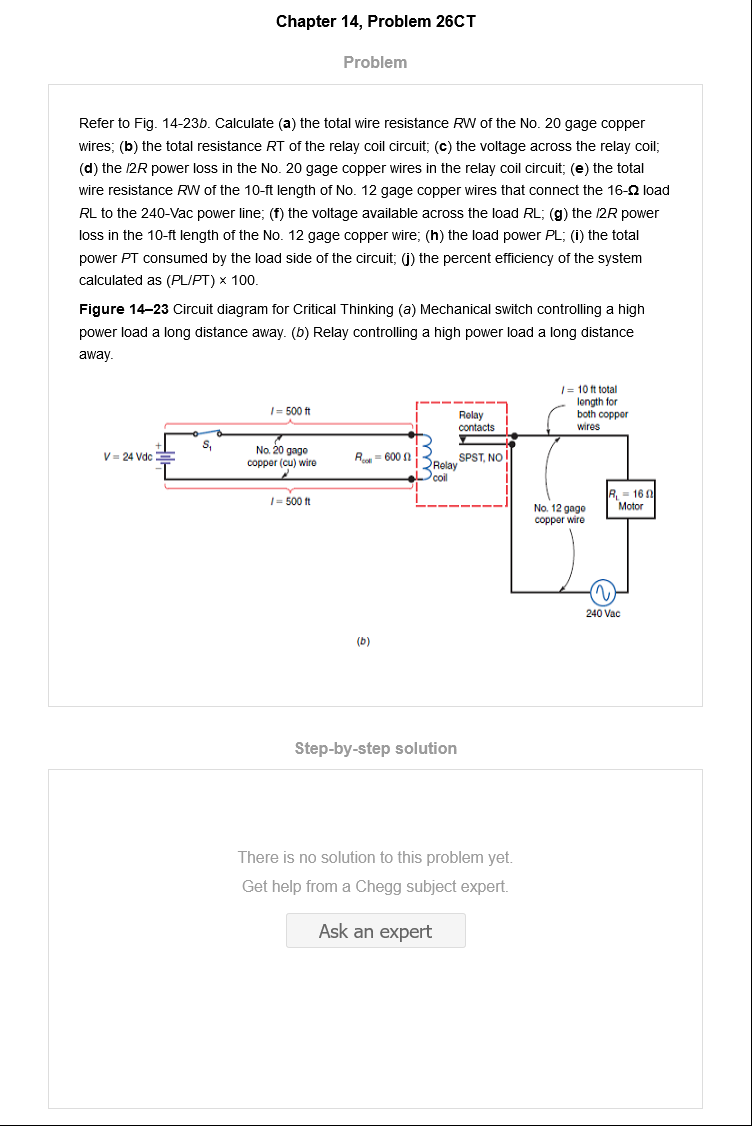 Chapter 14, Problem 26CT
Problem
Refer to Fig. 14-23b. Calculate (a) the total wire resistance RW of the No. 20 gage copper
wires; (b) the total resistance RT of the relay coil circuit; (c) the voltage across the relay coil;
(d) the I2R power loss in the No. 20 gage copper wires in the relay coil circuit; (e) the total
wire resistance RW of the 10-ft length of No. 12 gage copper wires that connect the 16-Ω load
RL to the 240-Vac power line; (f) the voltage available across the load RL; (g) the I2R power
loss in the 10-ft length of the No. 12 gage copper wire; (h) the load power PL; (i) the total
power PT consumed by the load side of the circuit; (j) the percent efficiency of the system
calculated as (PL/PT) × 100.
Figure 14–23 Circuit diagram for Critical Thinking (a) Mechanical switch controlling a high
power load a long distance away. (b) Relay controlling a high power load a long distance
away.
l = 10 ft total
length for
both copper
wires
l = 500 ft
Relay
contacts
S1
V = 24 Vdc
+
−
No. 20 gage
copper (cu) wire
Rcoil = 600 Ω
Relay
coil
SPST, NO
l = 500 ft
No. 12 gage
copper wire
RL = 16 Ω
Motor
240 Vac
(b)
Step-by-step solution
There is no solution to this problem yet.
Get help from a Chegg subject expert.
Ask an expert